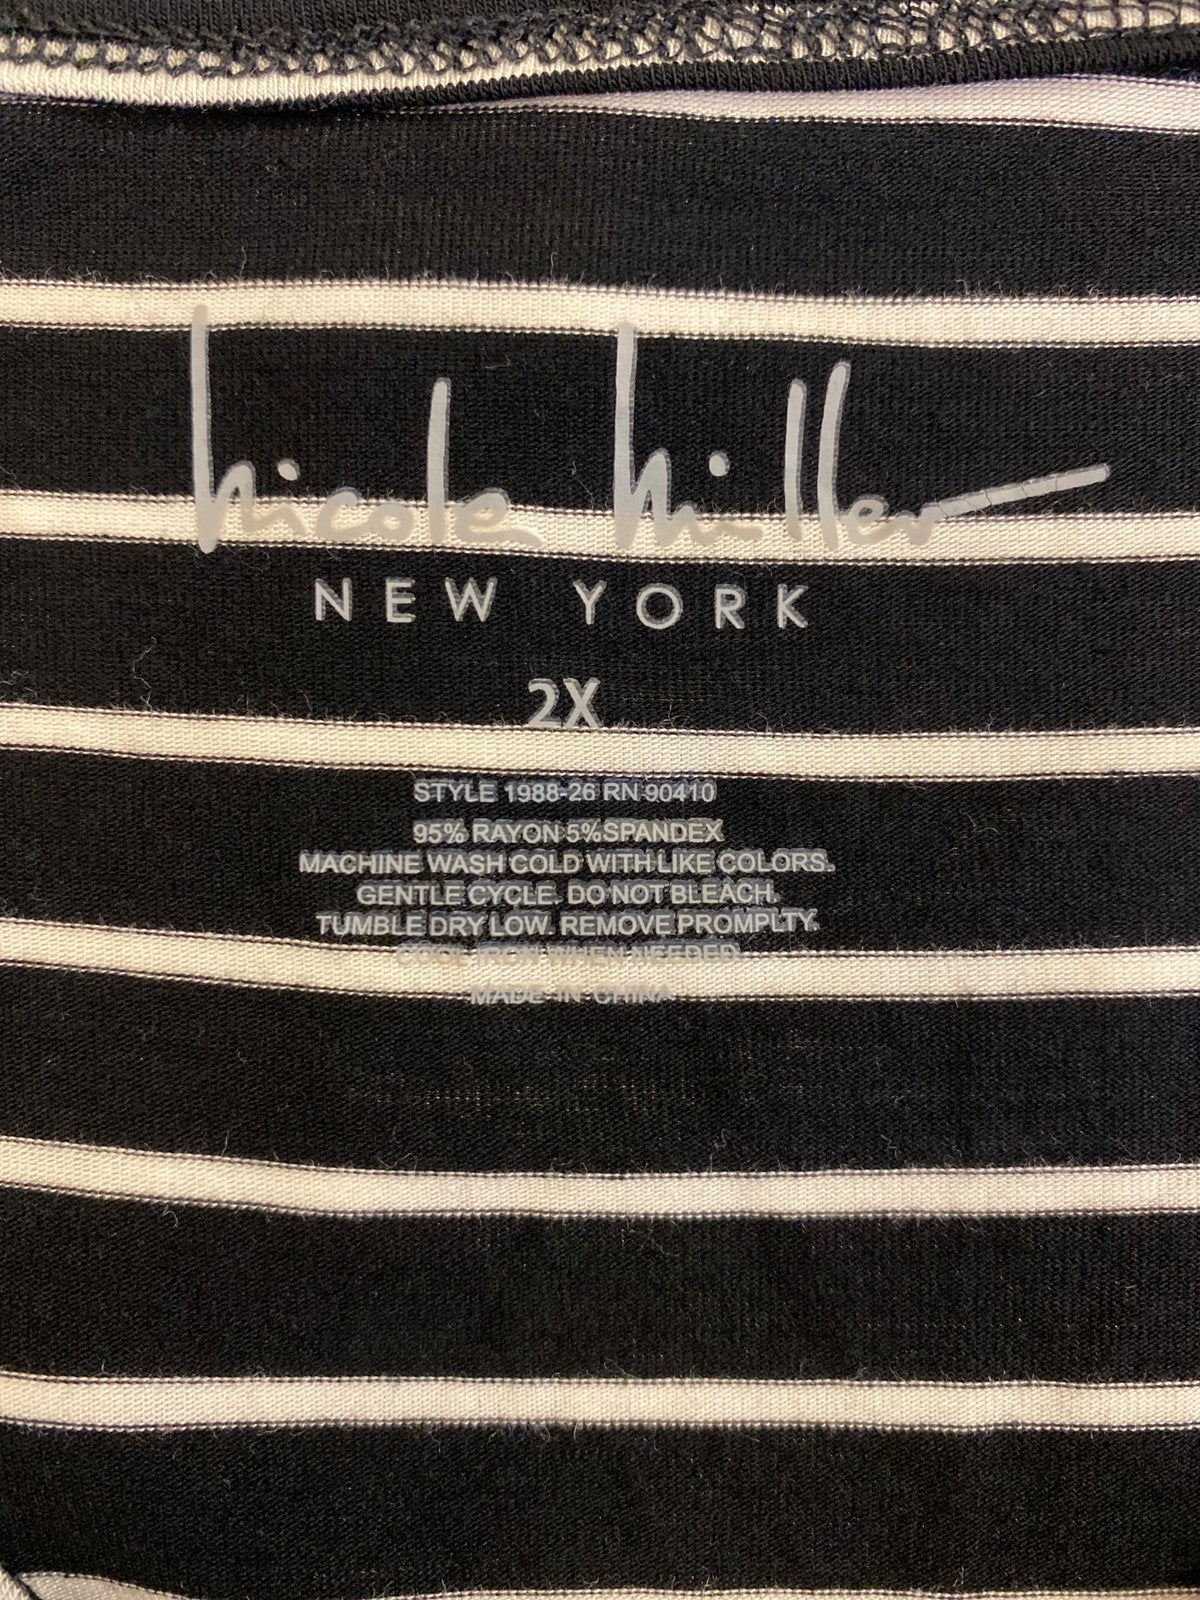 nicole miller
NEW YORK
2X
STYLE 1988-26 RN 90410
95% RAYON 5%SPANDEX
MACHINE WASH COLD WITH LIKE COLORS.
GENTLE CYCLE. DO NOT BLEACH.
TUMBLE DRY LOW. REMOVE PROMPLTY.
COOL IRON WHEN NEEDED.
MADE IN CHINA